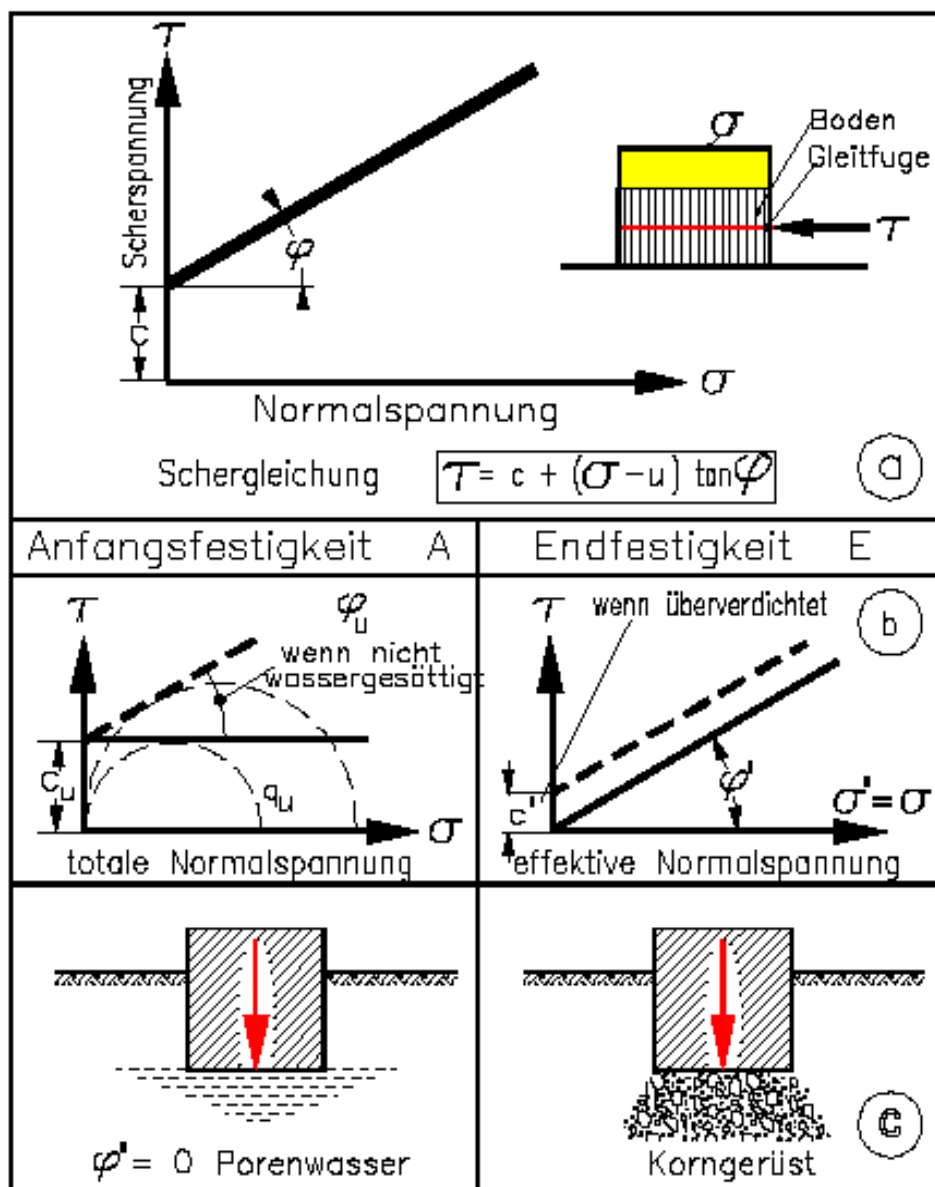 τ
Scherspannung
φ
c
σ
Normalspannung
σ
Boden
Gleitfuge
τ
Schergleichung τ = c + (σ-u) tanφ
a
Anfangsfestigkeit A
Endfestigkeit E
τ
φu
wenn nicht
wassergesättigt
cu
qu
σ
totale Normalspannung
τ
wenn überverdichtet
b
c'
φ'
σ'=σ
effektive Normalspannung
φ'= 0 Porenwasser
Korngerüst
c